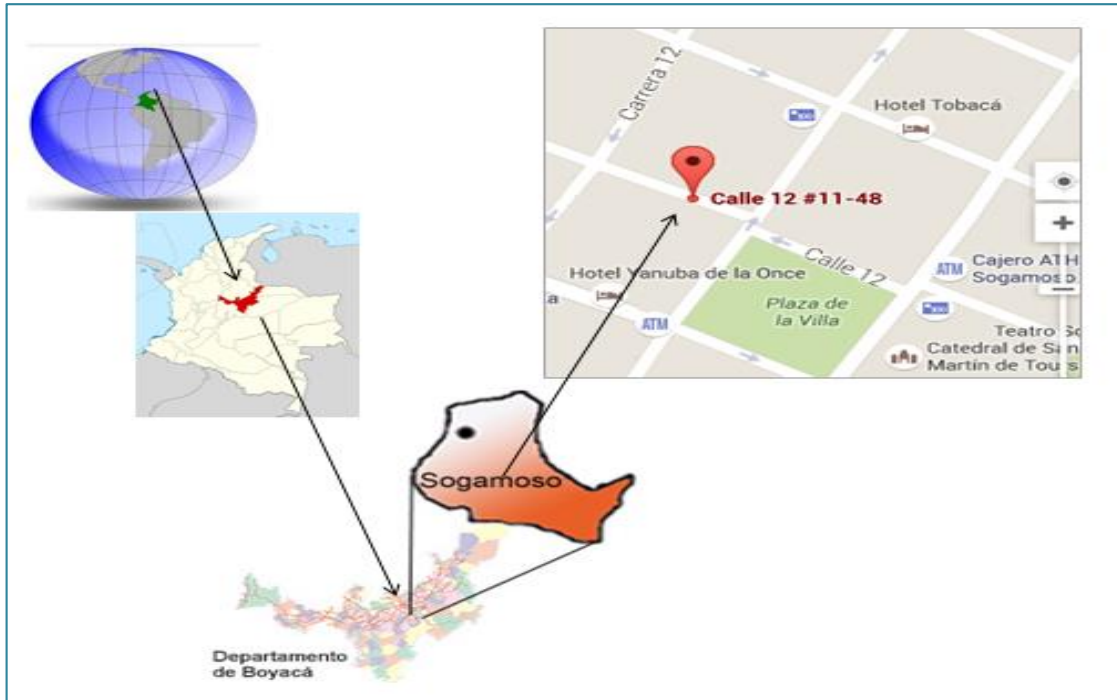 Carrera 12
Hotel Tobacá
Calle 12 #11-48
Calle 12
Hotel Yanuba de la Once
ATM
Cajero ATH
Sogamoso
Plaza de
la Villa
a
ATM
Teatro So
Catedral de San
Martín de Tours
Sogamoso
Departamento
de Boyacá